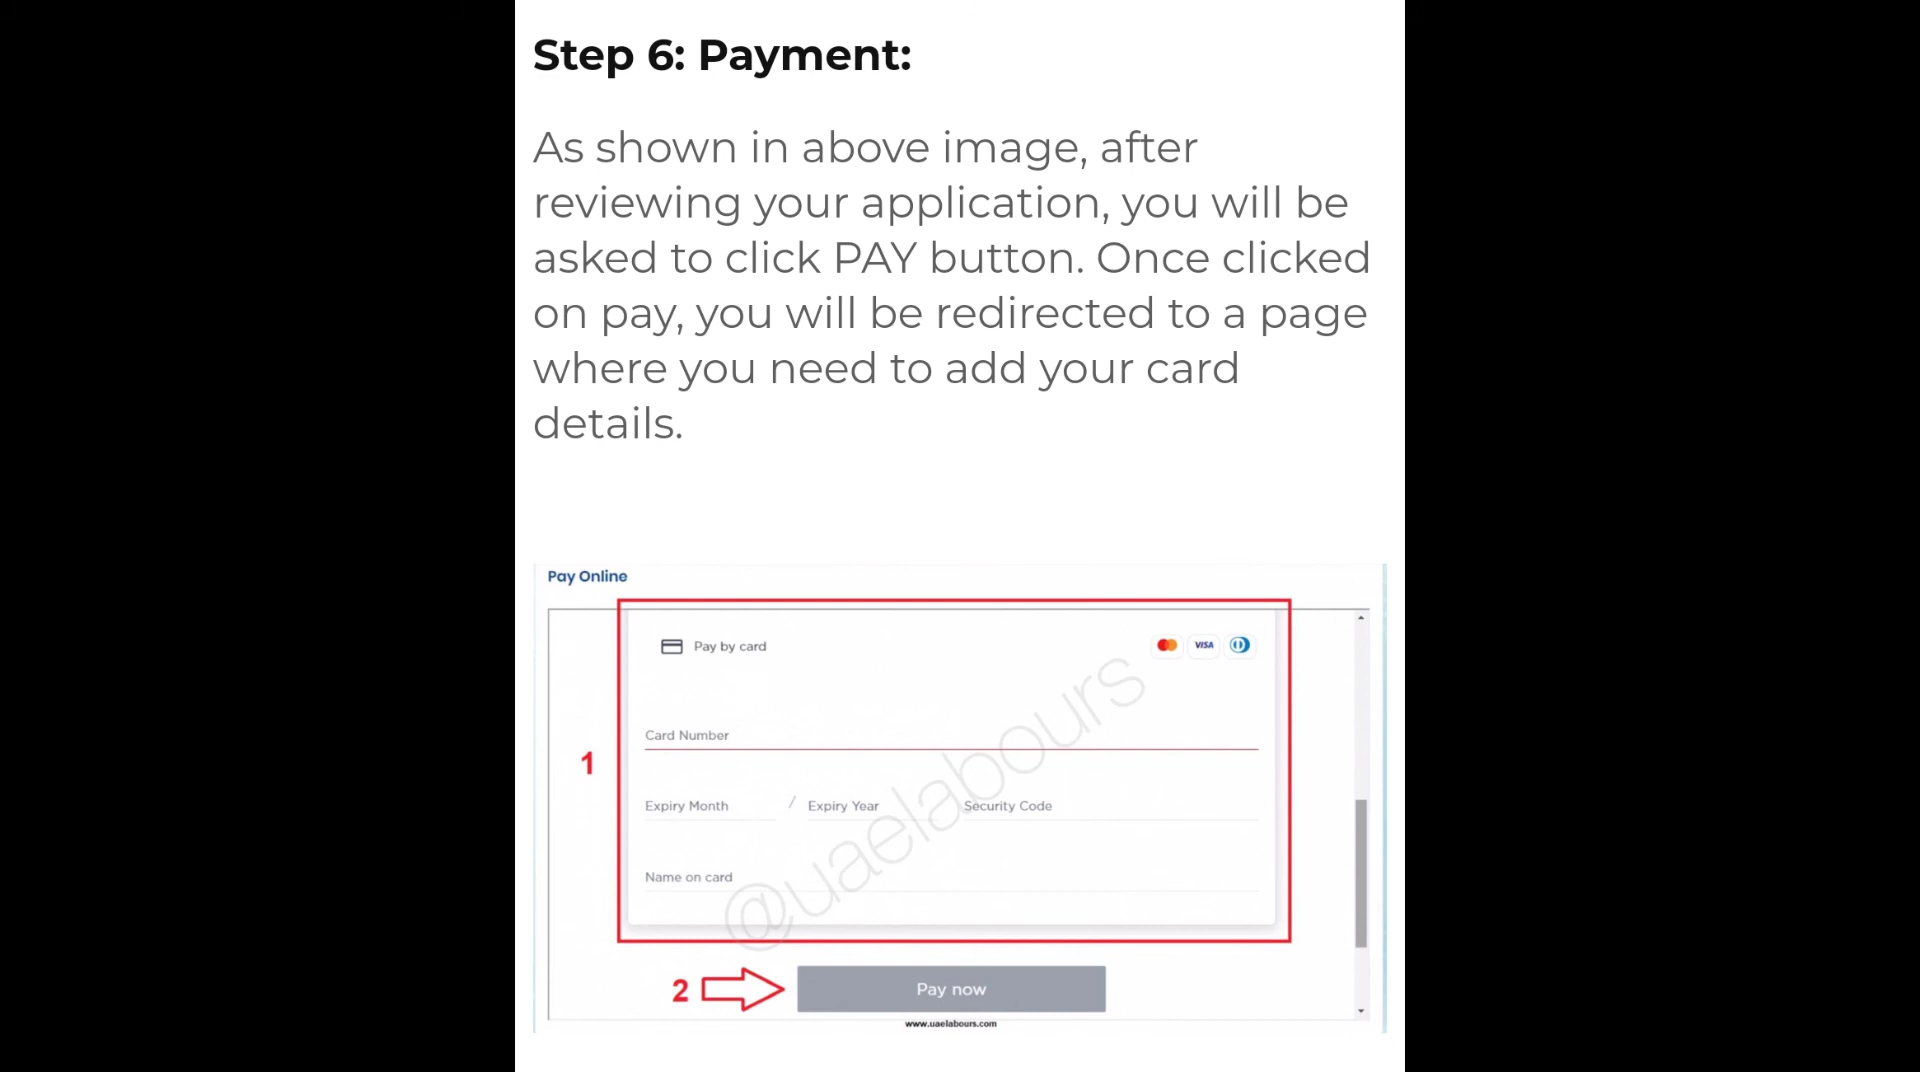 Step 6: Payment:
As shown in above image, after
reviewing your application, you will be
asked to click PAY button. Once clicked
on pay, you will be redirected to a page
where you need to add your card
details.
Pay Online
Pay by card
VISA
Card Number
1
Expiry Month / Expiry Year Security Code
Name on card
@uaelabours
2 Pay now
www.uaelabours.com